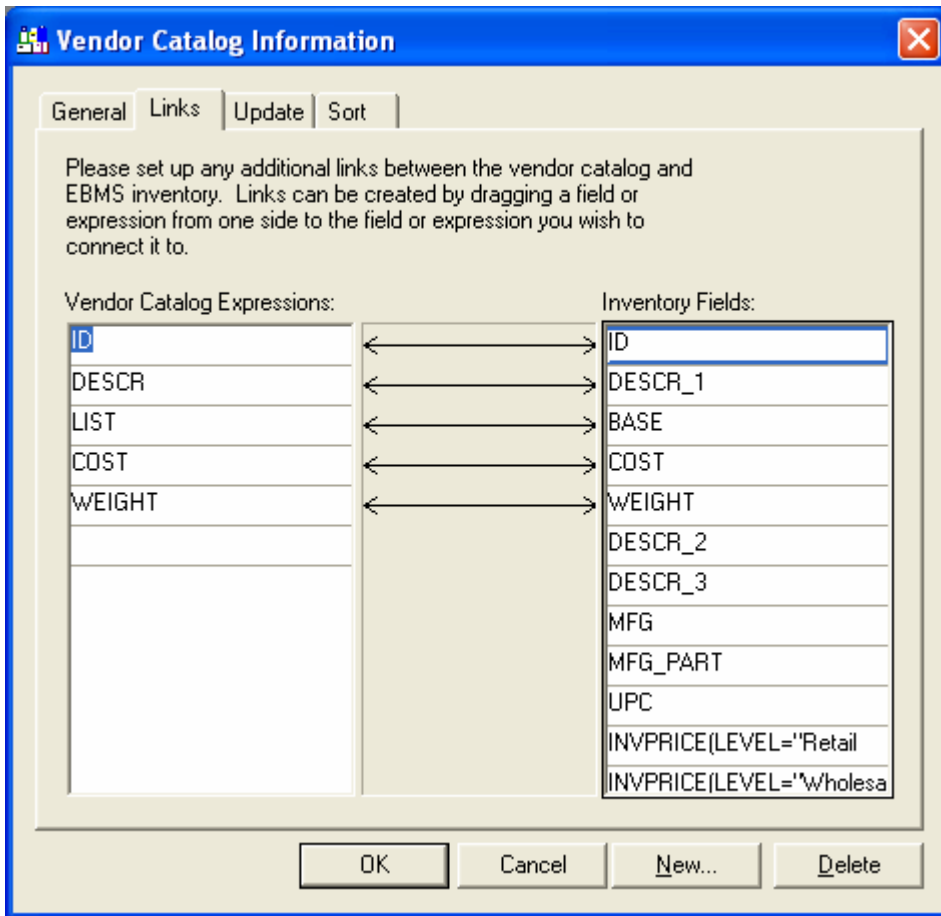 Vendor Catalog Information
General Links Update Sort
Please set up any additional links between the vendor catalog and
EBMS inventory. Links can be created by dragging a field or
expression from one side to the field or expression you wish to
connect it to.
Vendor Catalog Expressions: Inventory Fields:
ID ID
DESCR DESCR_1
LIST BASE
COST COST
WEIGHT WEIGHT
DESCR_2
DESCR_3
MFG
MFG_PART
UPC
INVPRICE(LEVEL="Retail
INVPRICE(LEVEL="Wholesa
OK Cancel New... Delete